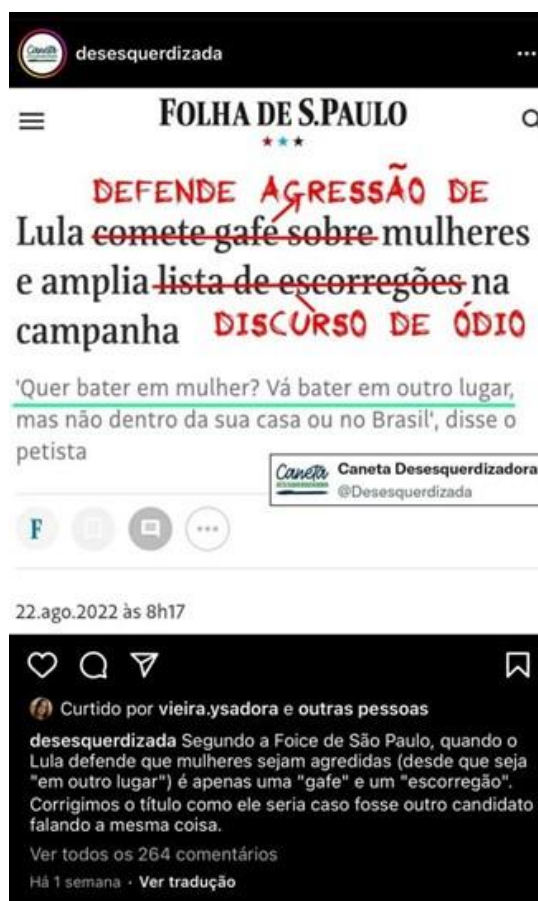 Caneta
desesquerdizada
FOLHA DE S.PAULO
DEFENDE AGRESSÃO DE
Lula comete gafe sobre mulheres
e amplia lista de escorregões na
campanha DISCURSO DE ÓDIO
'Quer bater em mulher? Vá bater em outro lugar,
mas não dentro da sua casa ou no Brasil', disse o
petista
Caneta Caneta Desesquerdizadora
@Desesquerdizada
F
22.ago.2022 às 8h17
Curtido por vieira.ysadora e outras pessoas
desesquerdizada Segundo a Foice de São Paulo, quando o
Lula defende que mulheres sejam agredidas (desde que seja
"em outro lugar") é apenas uma "gafe" e um "escorregão".
Corrigimos o título como ele seria caso fosse outro candidato
falando a mesma coisa.
Ver todos os 264 comentários
Há 1 semana · Ver tradução